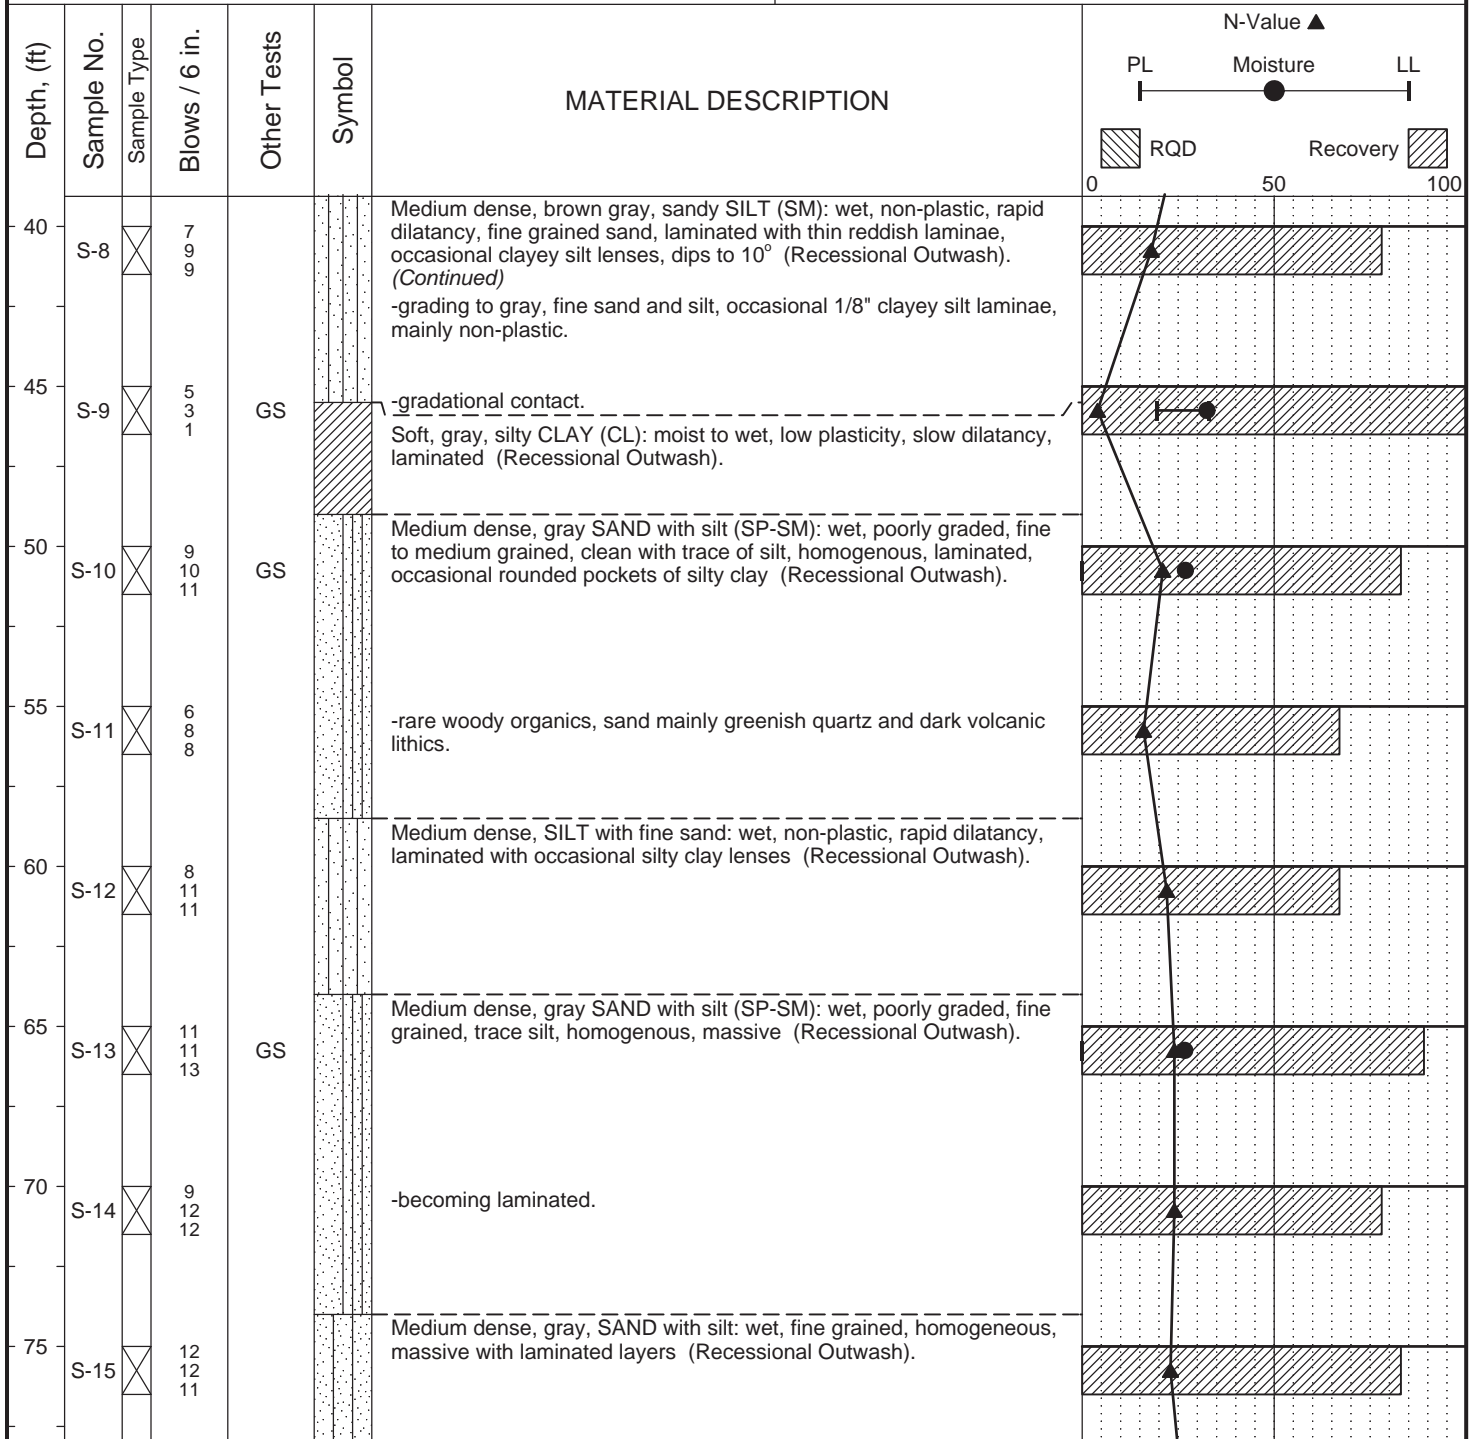 N-Value ▲
PL Moisture LL
RQD Recovery
0 50 100
Depth, (ft)
Sample No.
Sample Type
Blows / 6 in.
Other Tests
Symbol
MATERIAL DESCRIPTION
40
S-8
7
9
9
Medium dense, brown gray, sandy SILT (SM): wet, non-plastic, rapid
dilatancy, fine grained sand, laminated with thin reddish laminae,
occasional clayey silt lenses, dips to 10° (Recessional Outwash).
(Continued)
-grading to gray, fine sand and silt, occasional 1/8" clayey silt laminae,
mainly non-plastic.
45
S-9
5
3
1
GS
-gradational contact.
Soft, gray, silty CLAY (CL): moist to wet, low plasticity, slow dilatancy,
laminated (Recessional Outwash).
50
S-10
9
10
11
GS
Medium dense, gray SAND with silt (SP-SM): wet, poorly graded, fine
to medium grained, clean with trace of silt, homogenous, laminated,
occasional rounded pockets of silty clay (Recessional Outwash).
55
S-11
6
8
8
-rare woody organics, sand mainly greenish quartz and dark volcanic
lithics.
Medium dense, SILT with fine sand: wet, non-plastic, rapid dilatancy,
laminated with occasional silty clay lenses (Recessional Outwash).
60
S-12
8
11
11
Medium dense, gray SAND with silt (SP-SM): wet, poorly graded, fine
grained, trace silt, homogenous, massive (Recessional Outwash).
65
S-13
11
11
13
GS
70
S-14
9
12
12
-becoming laminated.
Medium dense, gray, SAND with silt: wet, fine grained, homogeneous,
massive with laminated layers (Recessional Outwash).
75
S-15
12
12
11